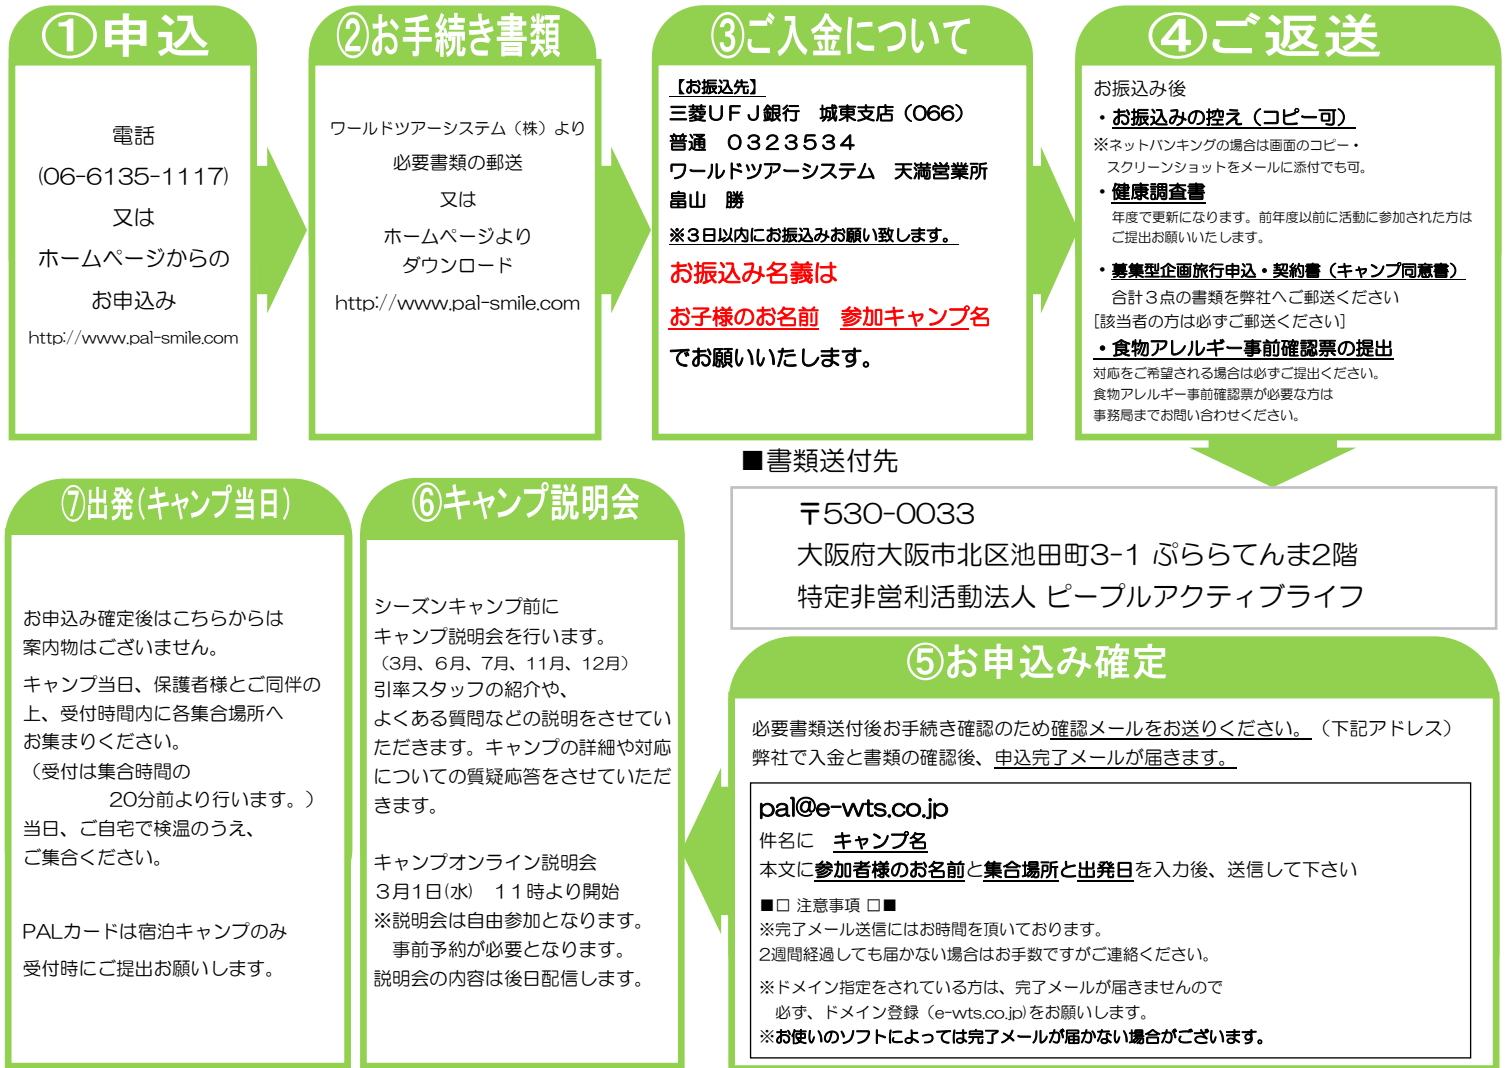 ①申込
電話
(06-6135-1117)
又は
ホームページからの
お申込み
http://www.pal-smile.com
②お手続き書類
ワールドツアーシステム（株）より
必要書類の郵送
又は
ホームページより
ダウンロード
http://www.pal-smile.com
③ご入金について
【お振込先】
三菱UFJ銀行　城東支店（066）
普通　0323534
ワールドツアーシステム　天満営業所
畠山　勝
※３日以内にお振込みお願い致します。
お振込み名義は
お子様のお名前　参加キャンプ名
でお願いいたします。
④ご返送
お振込み後
・お振込みの控え（コピー可）
※ネットバンキングの場合は画面のコピー・
スクリーンショットをメールに添付でも可。
・健康調査書
年度で更新になります。前年度以前に活動に参加された方は
ご提出お願いいたします。
・募集型企画旅行申込・契約書（キャンプ同意書）
合計３点の書類を弊社へご郵送ください
[該当者の方は必ずご郵送ください]
・食物アレルギー事前確認票の提出
対応をご希望される場合は必ずご提出ください。
食物アレルギー事前確認票が必要な方は
事務局までお問い合わせください。
■書類送付先
〒530-0033
大阪府大阪市北区池田町3-1 ぷららてんま2階
特定非営利活動法人 ピープルアクティブライフ
⑤お申込み確定
必要書類送付後お手続き確認のため確認メールをお送りください。（下記アドレス）
弊社で入金と書類の確認後、申込完了メールが届きます。
pal@e-wts.co.jp
件名に　キャンプ名
本文に参加者様のお名前と集合場所と出発日を入力後、送信して下さい
■□ 注意事項 □■
※完了メール送信にはお時間を頂いております。
2週間経過しても届かない場合はお手数ですがご連絡ください。
※ドメイン指定をされている方は、完了メールが届きませんので
必ず、ドメイン登録（e-wts.co.jp)をお願いします。
※お使いのソフトによっては完了メールが届かない場合がございます。
⑥キャンプ説明会
シーズンキャンプ前に
キャンプ説明会を行います。
（3月、6月、7月、11月、12月）
引率スタッフの紹介や、
よくある質問などの説明をさせてい
ただきます。キャンプの詳細や対応
についての質疑応答をさせていただ
きます。
キャンプオンライン説明会
３月１日(水)　１１時より開始
※説明会は自由参加となります。
事前予約が必要となります。
説明会の内容は後日配信します。
⑦出発(キャンプ当日)
お申込み確定後はこちらからは
案内物はございません。
キャンプ当日、保護者様とご同伴の
上、受付時間内に各集合場所へ
お集まりください。
（受付は集合時間の
20分前より行います。）
当日、ご自宅で検温のうえ、
ご集合ください。
PALカードは宿泊キャンプのみ
受付時にご提出お願いします。